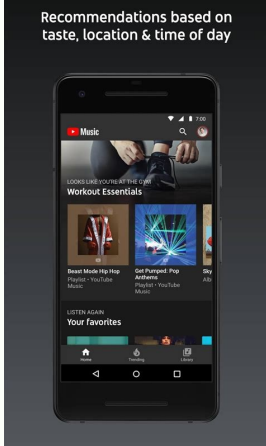 Recommendations based on
taste, location & time of day
7:00
Music
LOOKS LIKE YOU'RE AT THE GYM
Workout Essentials
Beast Mode Hip Hop
Playlist • YouTube
Music
Get Pumped: Pop
Anthems
Playlist • YouTube
Music
Sky
Alb
LISTEN AGAIN
Your favorites
Home
Trending
Library